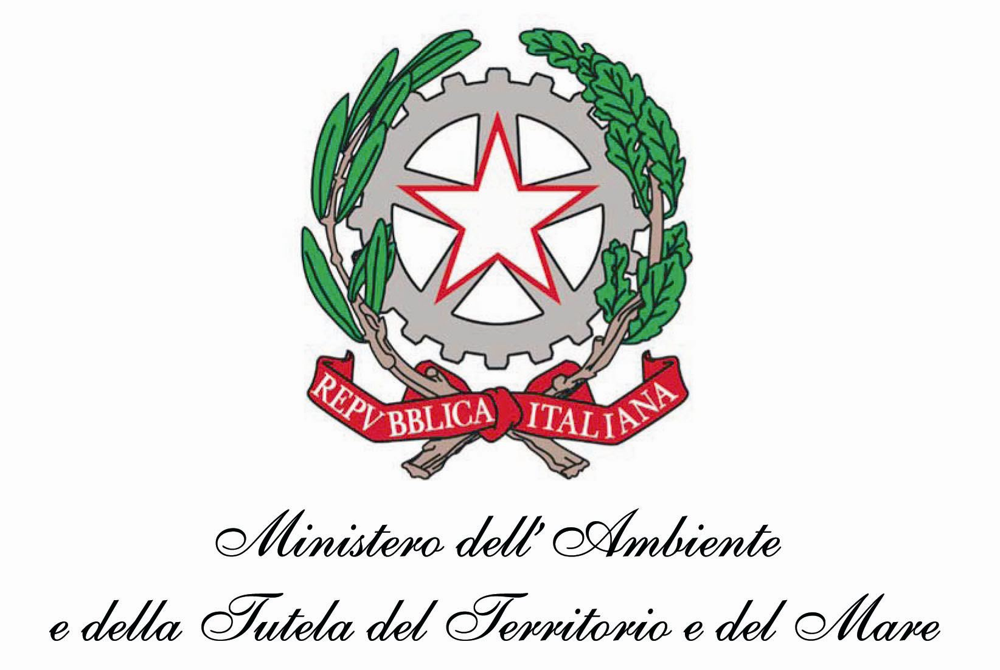 REPVBBLICA ITALIANA
Ministero dell'Ambiente
e della Tutela del Territorio e del Mare